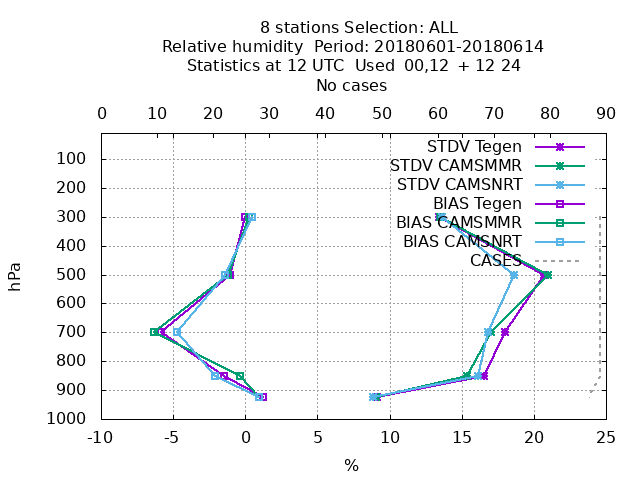 8 stations Selection: ALL
Relative humidity  Period: 20180601-20180614
Statistics at 12 UTC  Used  00,12  + 12 24
No cases
0 10 20 30 40 50 60 70 80 90
STDV Tegen
STDV CAMSMMR
STDV CAMSNRT
BIAS Tegen
BIAS CAMSMMR
BIAS CAMSNRT
CASES
100
200
300
400
500
600
700
800
900
1000
hPa
-10 -5 0 5 10 15 20 25
%